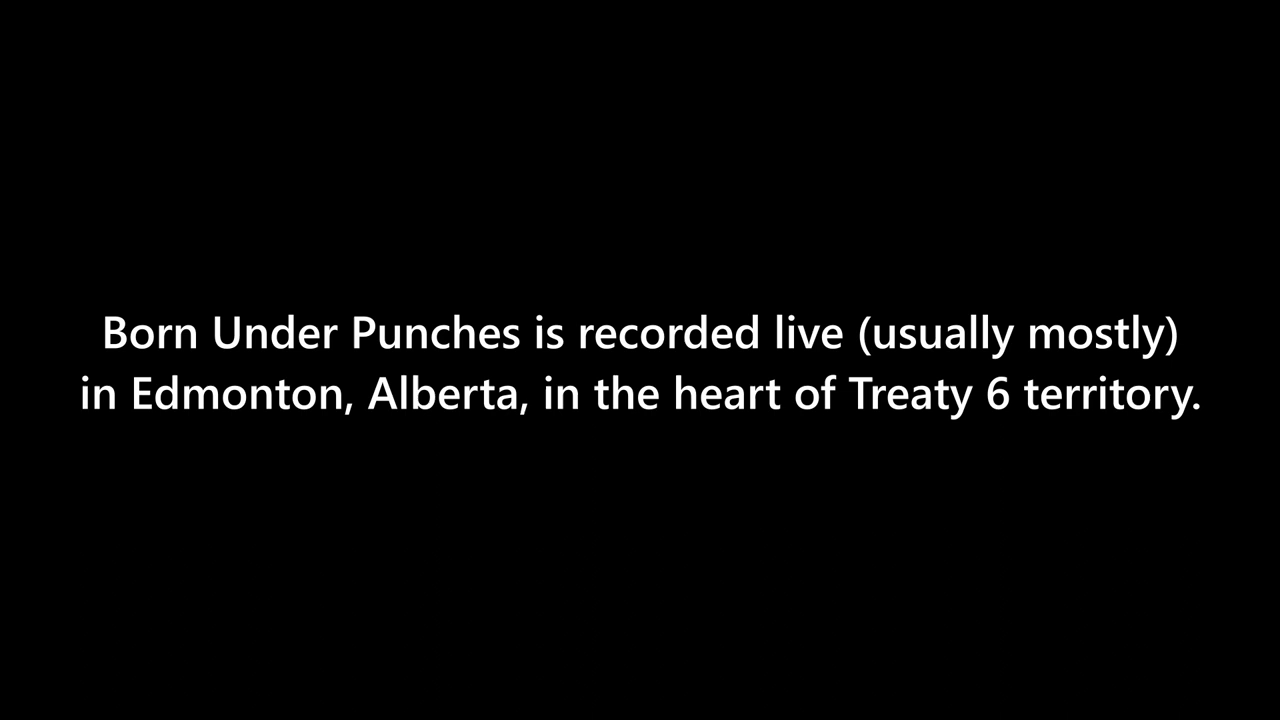 Born Under Punches is recorded live (usually mostly)
in Edmonton, Alberta, in the heart of Treaty 6 territory.